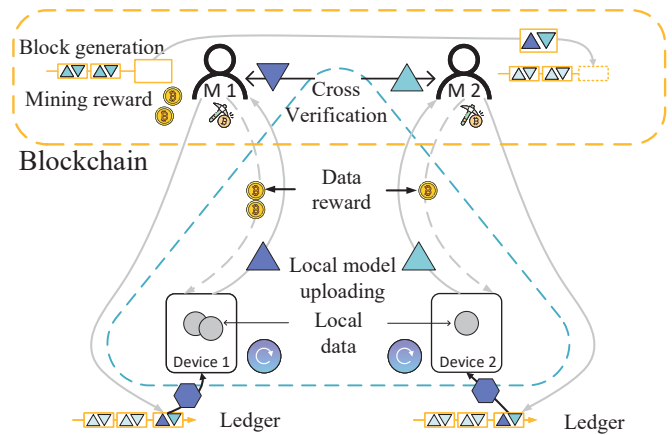 Block generation
Mining reward
M 1
Cross
Verification
M 2
Blockchain
Data
reward
Local model
uploading
Local
data
Device 1
Device 2
Ledger
Ledger